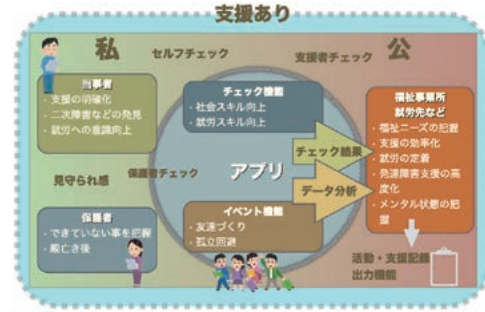 支援あり
私
セルフチェック
支援者チェック
公
当事者
・支援の明確化
・二次障害などの発見
・就労への意識向上
チェック機能
・社会スキル向上
・就労スキル向上
福祉事業所
就労先など
・福祉ニーズの把握
・支援の効率化
・就労の定着
・発達障害支援の高
度化
・メンタル状態の把
握
チェック結果
見守られ感
保護者チェック
アプリ
データ分析
保護者
・できていない事を把握
・親亡き後
イベント機能
・友達づくり
・孤立回避
活動・支援記録
出力機能